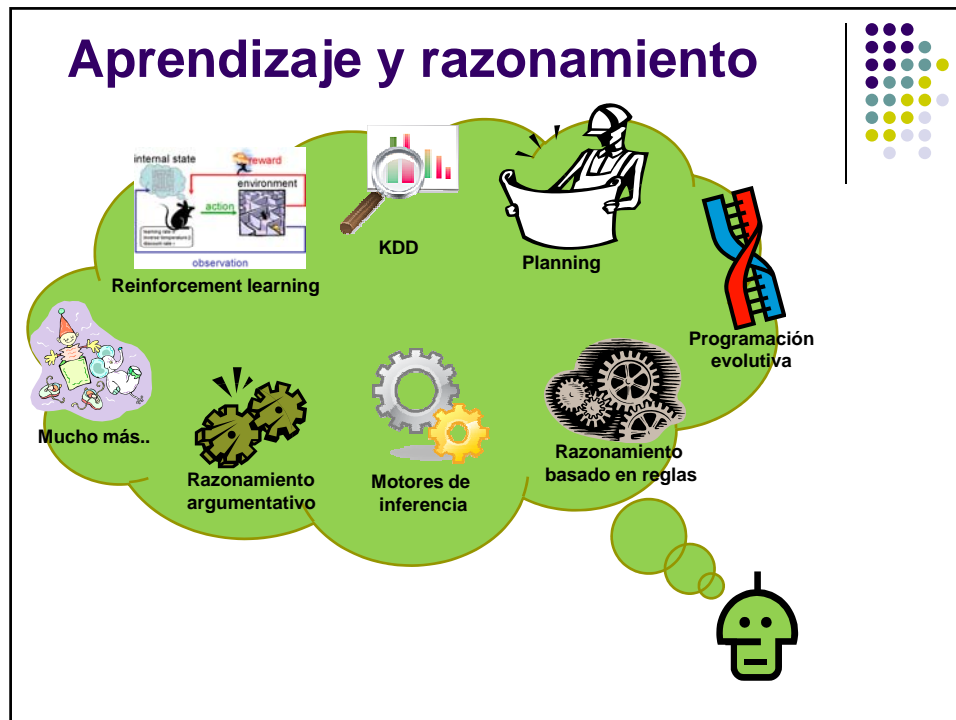 Aprendizaje y razonamiento
internal state
reward
environment
action
observation
Reinforcement learning
KDD
Planning
Programación
evolutiva
Mucho más..
Razonamiento
argumentativo
Motores de
inferencia
Razonamiento
basado en reglas